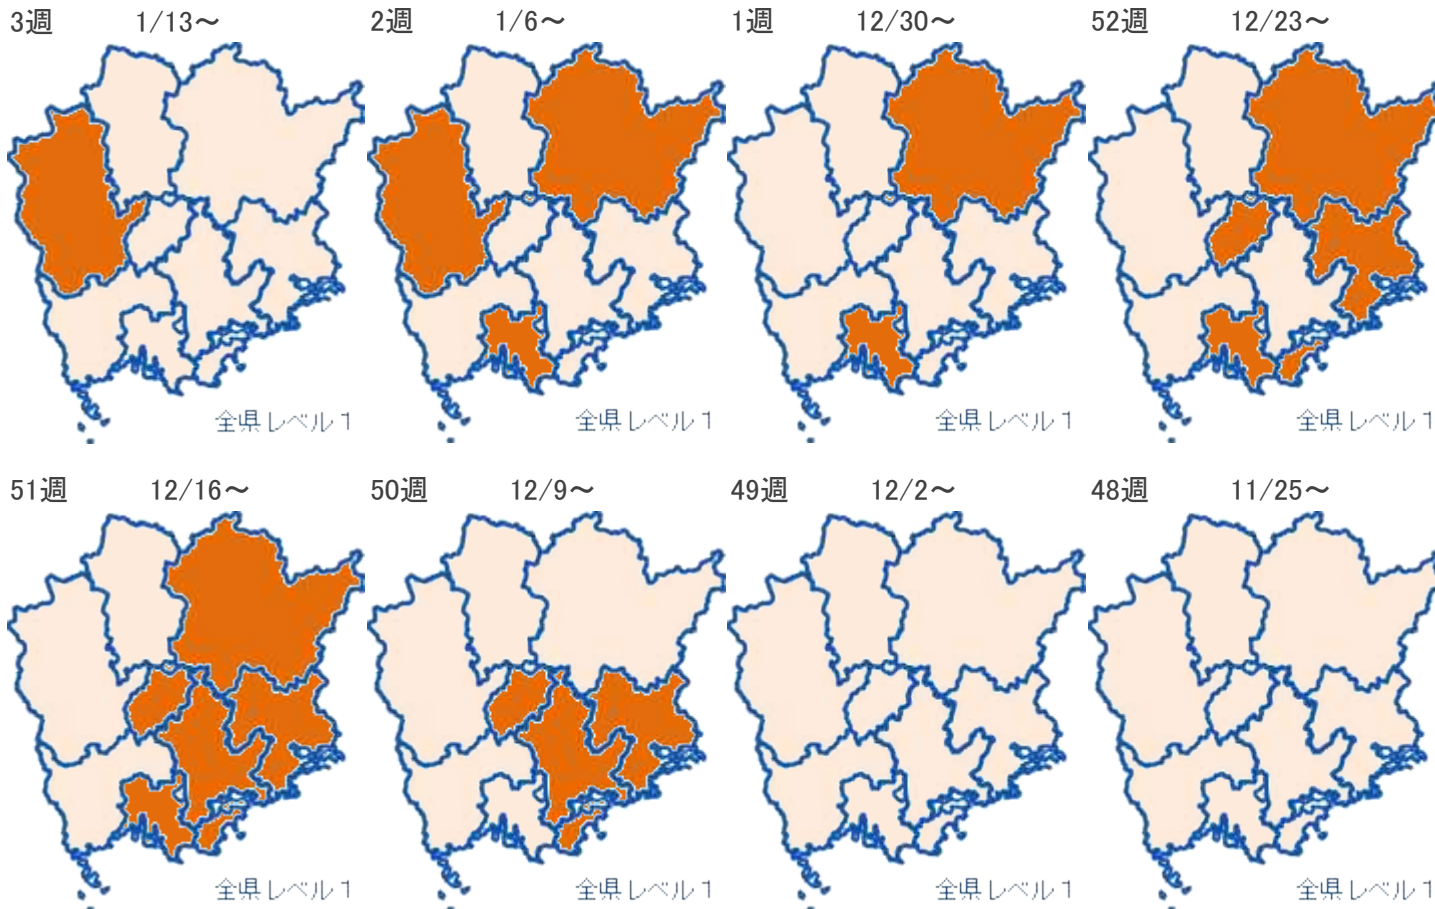 3週 1/13～
2週 1/6～
1週 12/30～
52週 12/23～
全県レベル1
全県レベル1
全県レベル1
全県レベル1
51週 12/16～
50週 12/9～
49週 12/2～
48週 11/25～
全県レベル1
全県レベル1
全県レベル1
全県レベル1